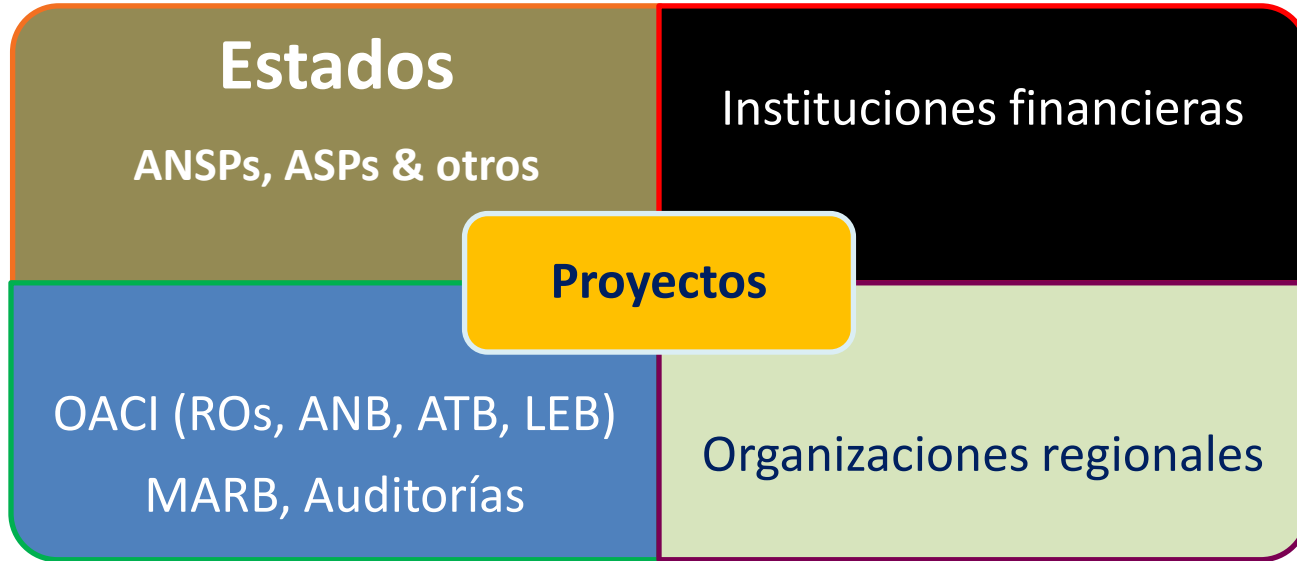 Estados
ANSPs, ASPs & otros
Instituciones financieras
Proyectos
OACI (ROs, ANB, ATB, LEB)
MARB, Auditorías
Organizaciones regionales